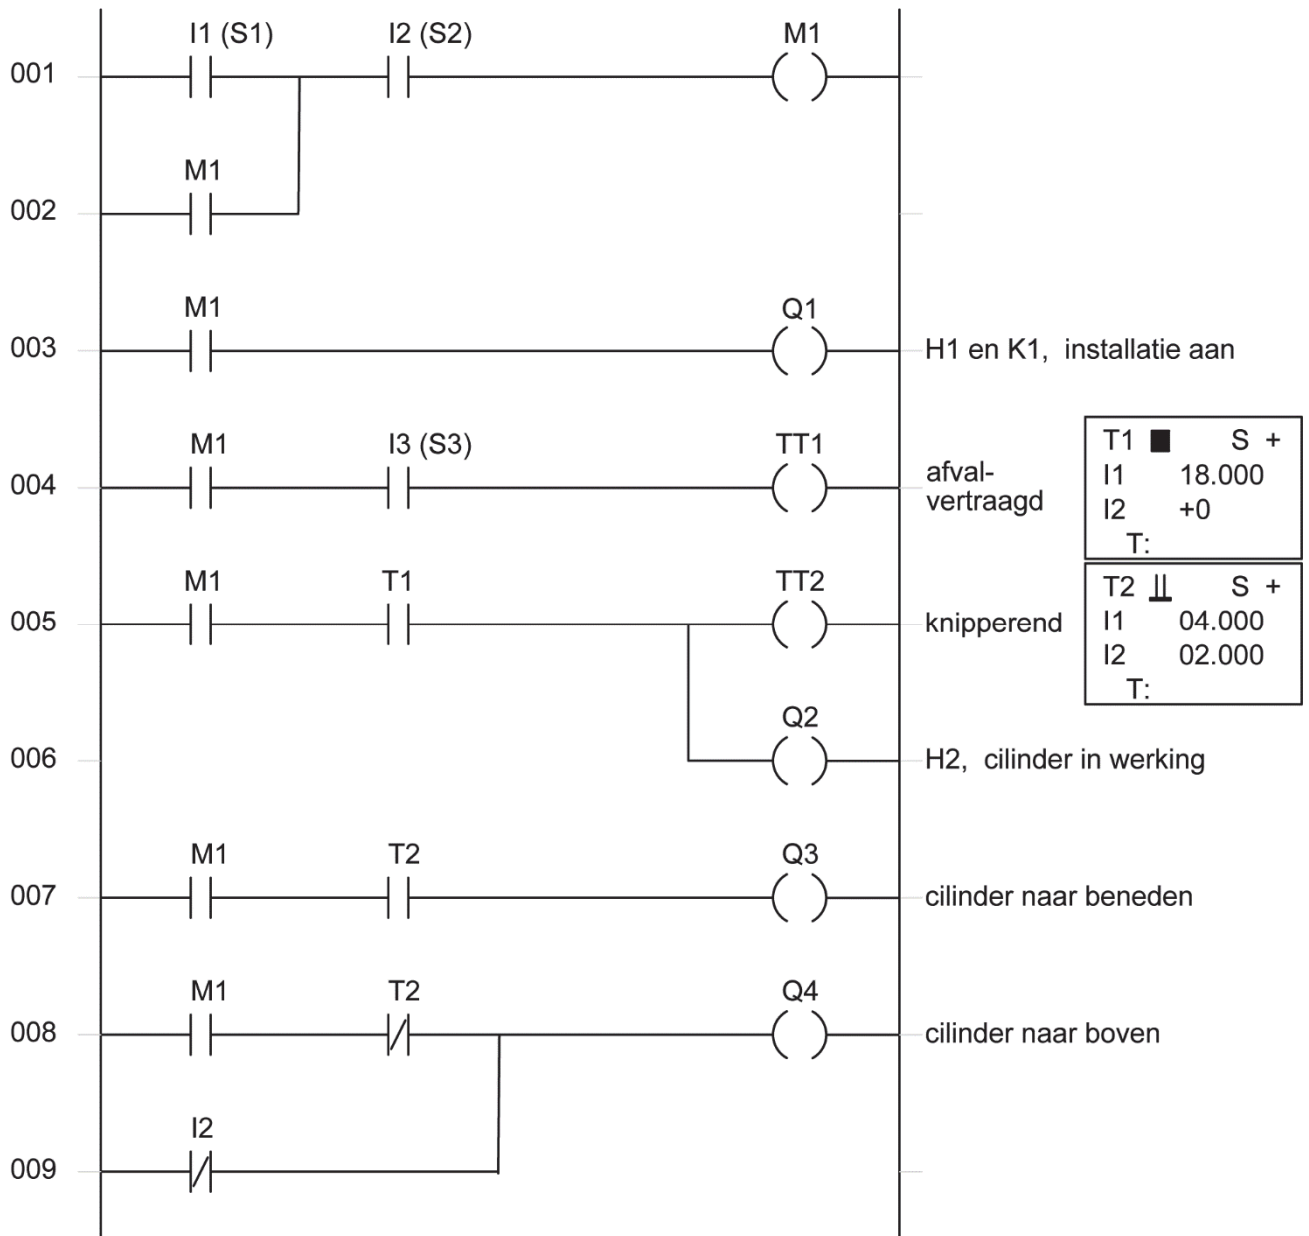 I1 (S1) I2 (S2) M1
001
M1
002
M1 Q1
003 H1 en K1, installatie aan
M1 I3 (S3) TT1
004 afval-
vertraagd
T1 S +
I1 18.000
I2 +0
T:
M1 T1 TT2
005 knipperend
T2 S +
I1 04.000
I2 02.000
T:
Q2
006 H2, cilinder in werking
M1 T2 Q3
007 cilinder naar beneden
M1 T2 Q4
008 cilinder naar boven
I2
009